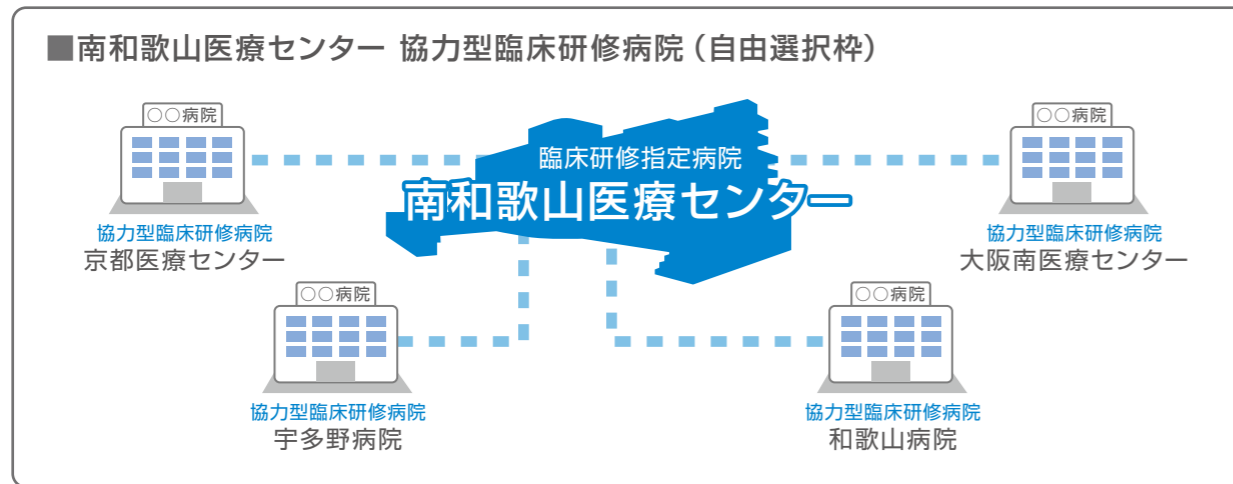 ■南和歌山医療センター 協力型臨床研修病院（自由選択枠）
○○病院
協力型臨床研修病院
京都医療センター
臨床研修指定病院
南和歌山医療センター
○○病院
協力型臨床研修病院
大阪南医療センター
○○病院
協力型臨床研修病院
宇多野病院
○○病院
協力型臨床研修病院
和歌山病院